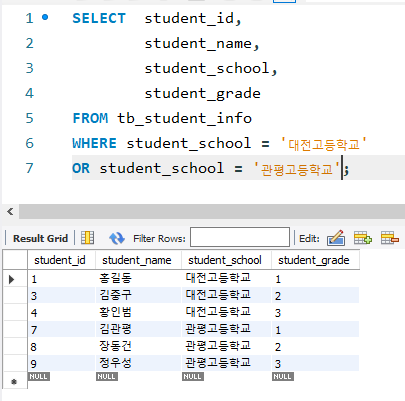 1 SELECT student_id,
2 student_name,
3 student_school,
4 student_grade
5 FROM tb_student_info
6 WHERE student_school = '대전고등학교'
7 OR student_school = '관평고등학교';
Result Grid Filter Rows: Edit:
student_id student_name student_school student_grade
1 홍길동 대전고등학교 1
3 김중구 대전고등학교 2
4 황인범 대전고등학교 3
7 김관평 관평고등학교 1
8 장동건 관평고등학교 2
9 정우성 관평고등학교 3
NULL NULL NULL NULL